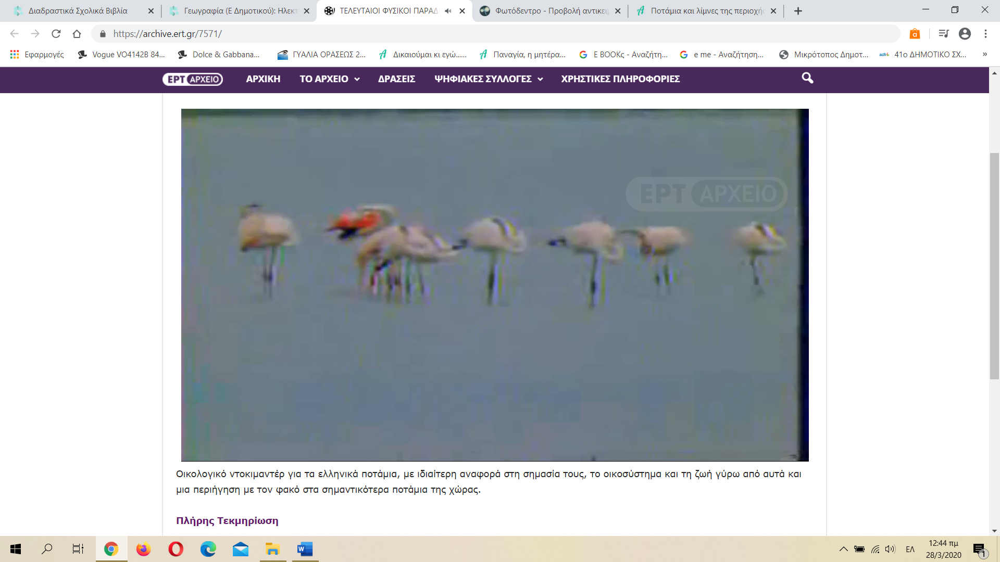 Διαδραστικά Σχολικά Βιβλία
Γεωγραφία (Ε Δημοτικού): Ηλεκτ
ΤΕΛΕΥΤΑΙΟΙ ΦΥΣΙΚΟΙ ΠΑΡΑΔ
Φωτόδεντρο - Προβολή αντικει
Ποτάμια και λίμνες της περιοχής
https://archive.ert.gr/7571/
Εφαρμογές
Vogue VO4142B 84...
Dolce & Gabbana...
ΓΥΑΛΙΑ ΟΡΑΣΕΩΣ 2...
Δικαιούμαι κι εγώ......
Παναγία, η μητέρα...
E BOOKς - Αναζήτη...
e me - Αναζήτηση...
Μικρότοπος Δημοτ...
41ο ΔΗΜΟΤΙΚΟ ΣΧ...
»
ΕΡΤ ΑΡΧΕΙΟ
ΑΡΧΙΚΗ
ΤΟ ΑΡΧΕΙΟ
ΔΡΑΣΕΙΣ
ΨΗΦΙΑΚΕΣ ΣΥΛΛΟΓΕΣ
ΧΡΗΣΤΙΚΕΣ ΠΛΗΡΟΦΟΡΙΕΣ
ΕΡΤ ΑΡΧΕΙΟ
Οικολογικό ντοκιμαντέρ για τα ελληνικά ποτάμια, με ιδιαίτερη αναφορά στη σημασία τους, το οικοσύστημα και τη ζωή γύρω από αυτά και
μια περιήγηση με τον φακό στα σημαντικότερα ποτάμια της χώρας.
Πλήρης Τεκμηρίωση
ΕΛ
12:44 πμ
28/3/2020
1